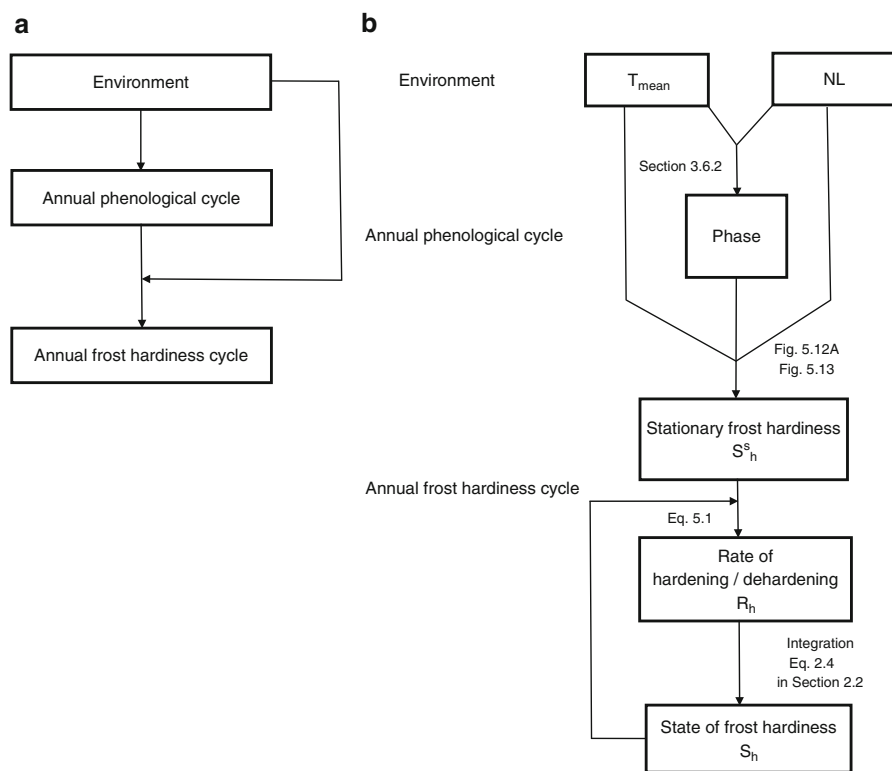 a
Environment
Annual phenological cycle
Annual frost hardiness cycle
b
Environment
Tmean
NL
Section 3.6.2
Annual phenological cycle
Phase
Fig. 5.12A
Fig. 5.13
Stationary frost hardiness
S^s_h
Annual frost hardiness cycle
Eq. 5.1
Rate of
hardening / dehardening
R_h
Integration
Eq. 2.4
in Section 2.2
State of frost hardiness
S_h